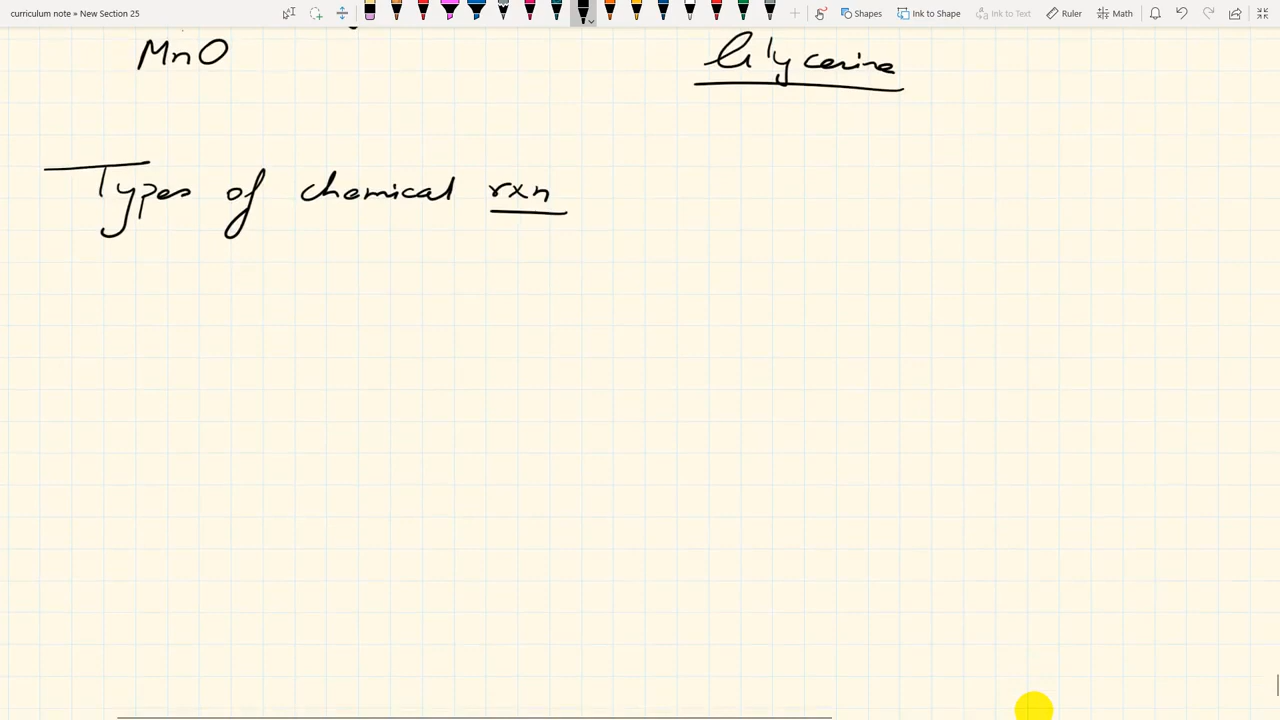 curriculum note » New Section 25
Shapes
Ink to Shape
Ink to Text
Ruler
Math
MnO
Glycerine
Types of chemical rxn